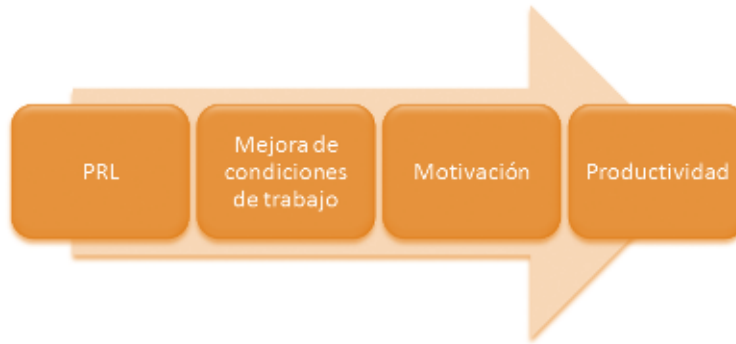 PRL
Mejora de
condiciones
de trabajo
Motivación
Productividad